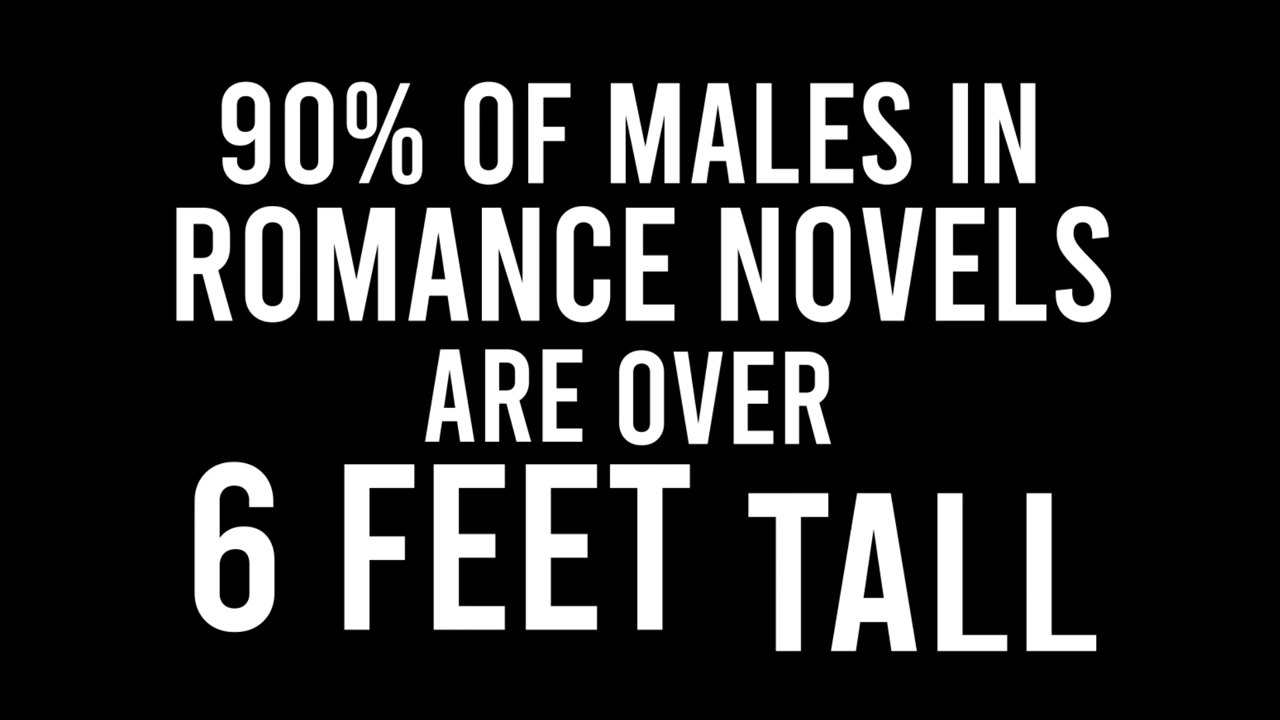 90% OF MALES IN
ROMANCE NOVELS
ARE OVER
6 FEET TALL